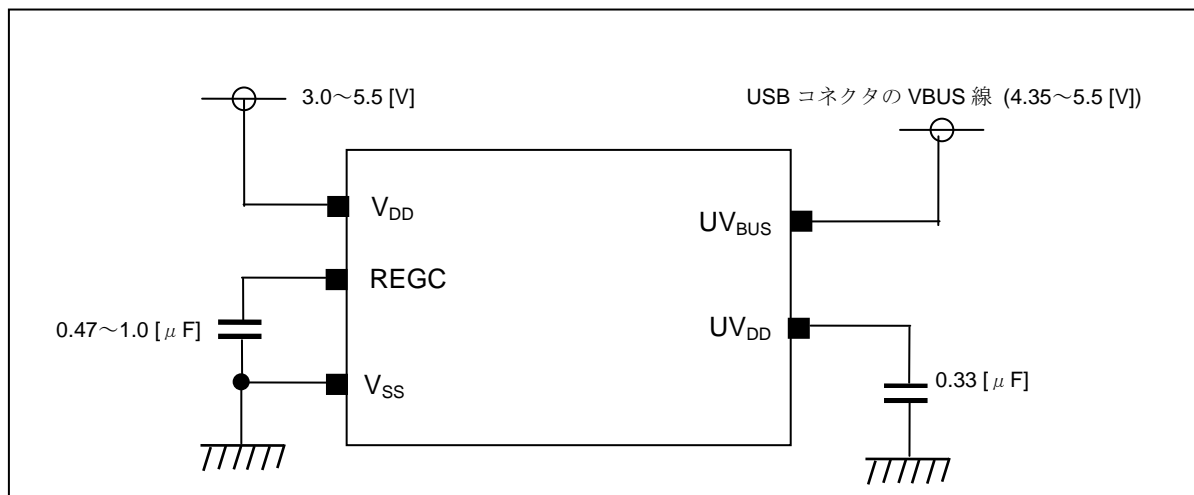 3.0～5.5 [V]
USB コネクタの VBUS 線 (4.35～5.5 [V])
VDD
UVBUS
REGC
0.47～1.0 [μF]
UVDD
VSS
0.33 [μF]